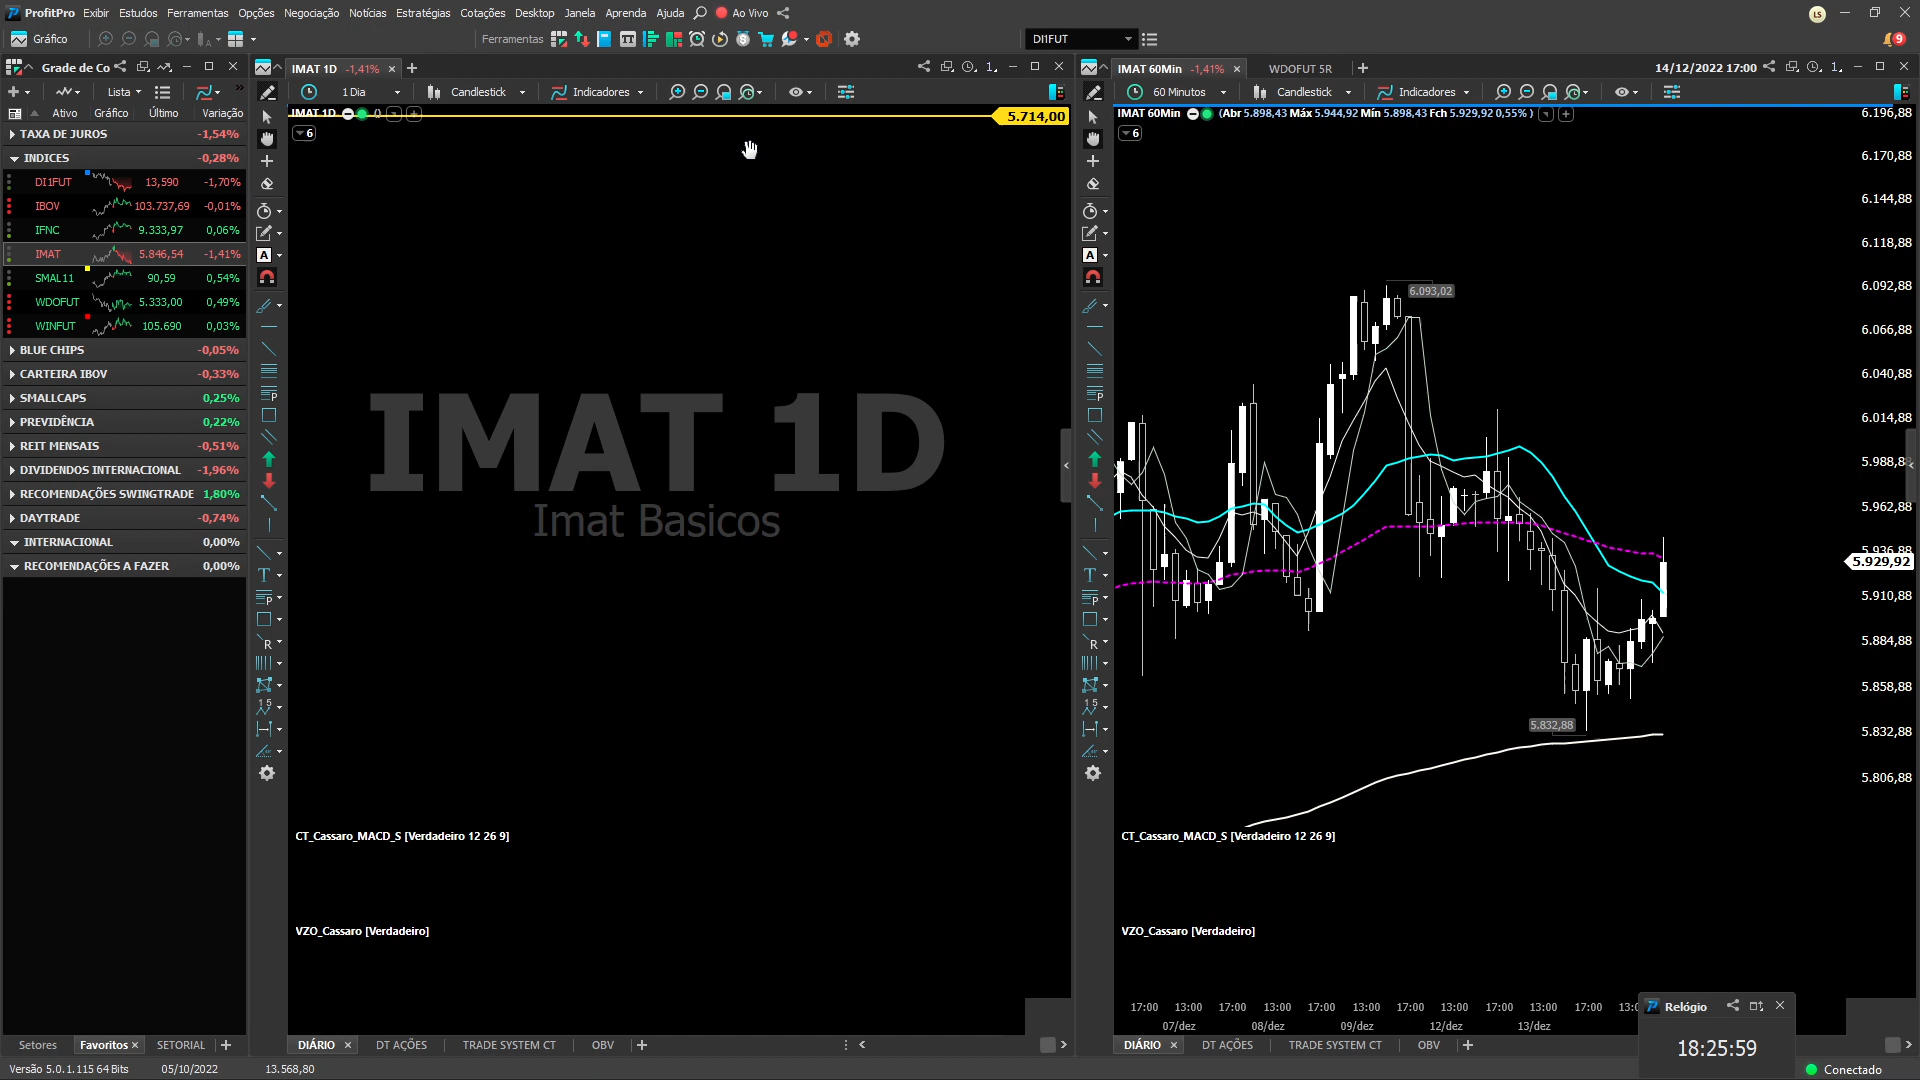 ProfitPro Exibir Estudos Ferramentas Opções Negociação Notícias Estratégias Cotações Desktop Janela Aprenda Ajuda Ao Vivo LS
Gráfico Ferramentas DI1FUT 9
Grade de Co
Lista
Ativo Gráfico Último Variação
TAXA DE JUROS -1,54%
INDICES -0,28%
DI1FUT 13,590 -1,70%
IBOV 103.737,69 -0,01%
IFNC 9.333,97 0,06%
IMAT 5.846,54 -1,41%
SMAL11 90,59 0,54%
WDOFUT 5.333,00 0,49%
WINFUT 105.690 0,03%
BLUE CHIPS -0,05%
CARTEIRA IBOV -0,33%
SMALLCAPS 0,25%
PREVIDÊNCIA 0,22%
REIT MENSAIS -0,51%
DIVIDENDOS INTERNACIONAL -1,96%
RECOMENDAÇÕES SWINGTRADE 1,80%
DAYTRADE -0,74%
INTERNACIONAL 0,00%
RECOMENDAÇÕES A FAZER 0,00%
Setores Favoritos SETORIAL
IMAT 1D -1,41%
1 Dia Candlestick Indicadores
IMAT 1D ()
5.714,00
6
IMAT 1D
Imat Basicos
CT_Cassaro_MACD_S [Verdadeiro 12 26 9]
VZO_Cassaro [Verdadeiro]
DIÁRIO DT AÇÕES TRADE SYSTEM CT OBV
IMAT 60Min -1,41% WDOFUT 5R 14/12/2022 17:00
60 Minutos Candlestick Indicadores
IMAT 60Min (Abr 5.898,43 Máx 5.944,92 Mín 5.898,43 Fch 5.929,92 0,55% )
6
6.196,88
6.170,88
6.144,88
6.118,88
6.092,88
6.066,88
6.040,88
6.014,88
5.988,88
5.962,88
5.936,88
5.929,92
5.910,88
5.884,88
5.858,88
5.832,88
5.806,88
6.093,02
5.832,88
CT_Cassaro_MACD_S [Verdadeiro 12 26 9]
VZO_Cassaro [Verdadeiro]
17:00 13:00 17:00 13:00 17:00 13:00 17:00 13:00 17:00 13:00 17:00
07/dez 08/dez 09/dez 12/dez 13/dez
DIÁRIO DT AÇÕES TRADE SYSTEM CT OBV
Relógio
18:25:59
Versão 5.0.1.115 64 Bits 05/10/2022 13.568,80 Conectado